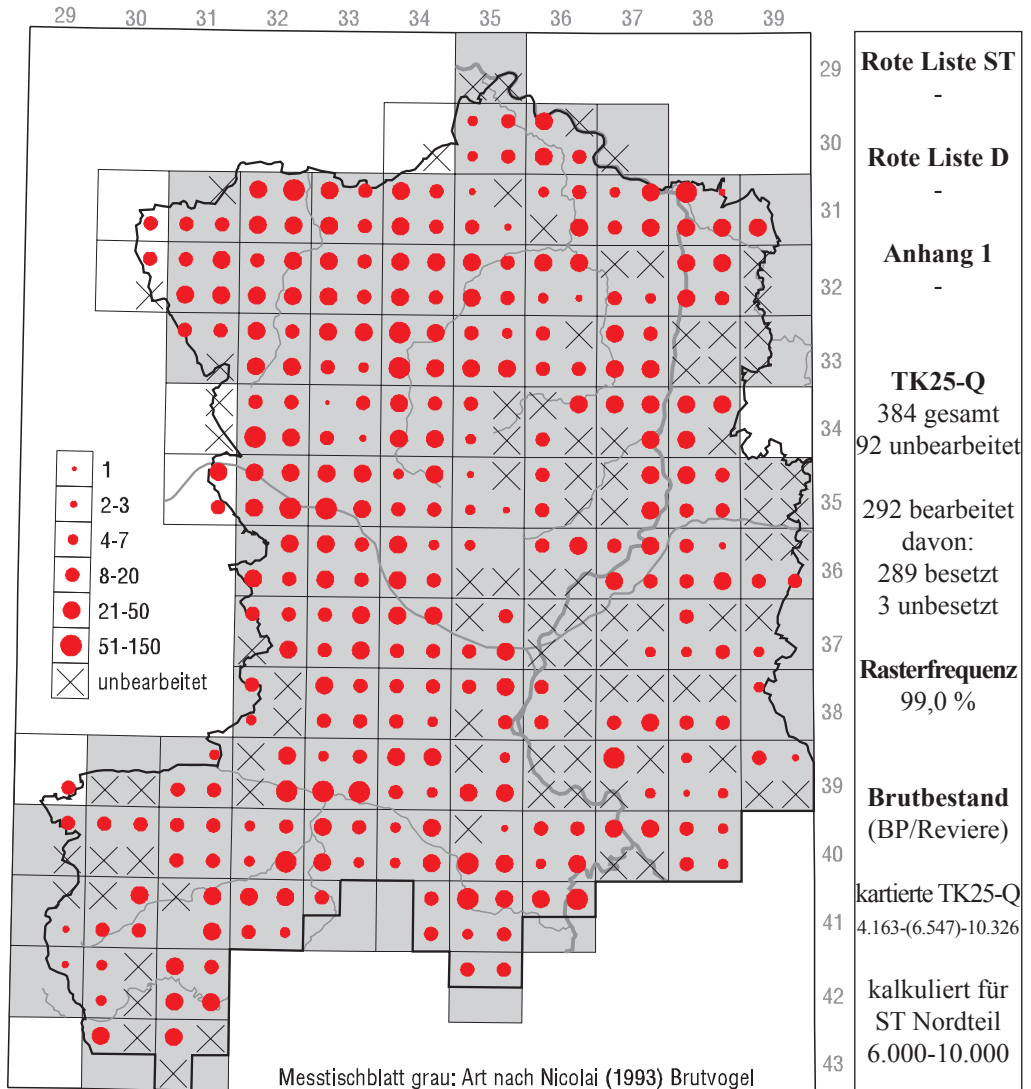 29 30 31 32 33 34 35 36 37 38 39
29
30
31
32
33
34
35
36
37
38
39
40
41
42
43
1
2-3
4-7
8-20
21-50
51-150
unbearbeitet
Messtischblatt grau: Art nach Nicolai (1993) Brutvogel
Rote Liste ST
-
Rote Liste D
-
Anhang 1
-
TK25-Q
384 gesamt
92 unbearbeitet
292 bearbeitet
davon:
289 besetzt
3 unbesetzt
Rasterfrequenz
99,0 %
Brutbestand
(BP/Reviere)
kartierte TK25-Q
4.163-(6.547)-10.326
kalkuliert für
ST Nordteil
6.000-10.000